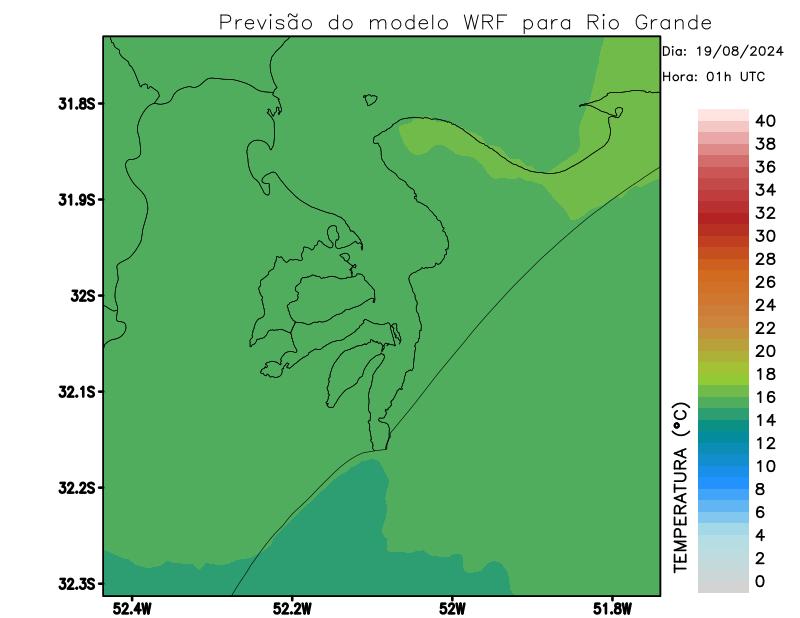 Previsão do modelo WRF para Rio Grande
Dia: 19/08/2024
Hora: 01h UTC
31.8S
31.9S
32S
32.1S
32.2S
32.3S
52.4W
52.2W
52W
51.8W
TEMPERATURA (°C)
40
38
36
34
32
30
28
26
24
22
20
18
16
14
12
10
8
6
4
2
0